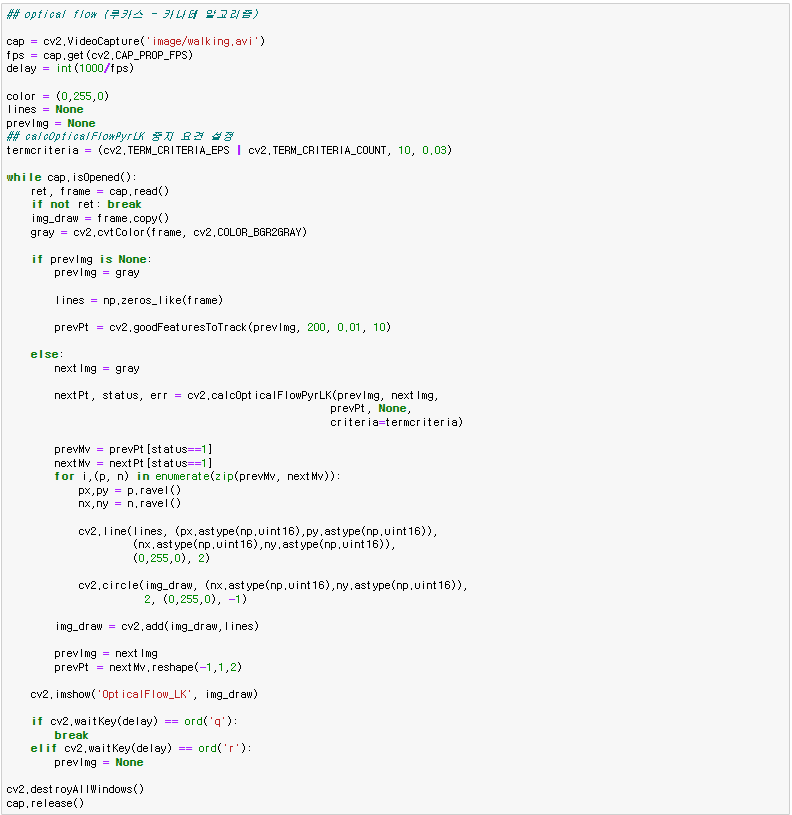 ## optical flow (루카스 - 카나데 알고리즘)
cap = cv2.VideoCapture('image/walking.avi')
fps = cap.get(cv2.CAP_PROP_FPS)
delay = int(1000/fps)
color = (0,255,0)
lines = None
prevImg = None
## calcOpticalFlowPyrLK 중지 요건 설정
termcriteria = (cv2.TERM_CRITERIA_EPS | cv2.TERM_CRITERIA_COUNT, 10, 0.03)
while cap.isOpened():
    ret, frame = cap.read()
    if not ret: break
    img_draw = frame.copy()
    gray = cv2.cvtColor(frame, cv2.COLOR_BGR2GRAY)
    if prevImg is None:
        prevImg = gray
        lines = np.zeros_like(frame)
        prevPt = cv2.goodFeaturesToTrack(prevImg, 200, 0.01, 10)
    else:
        nextImg = gray
        nextPt, status, err = cv2.calcOpticalFlowPyrLK(prevImg, nextImg,
                                                      prevPt, None,
                                                      criteria=termcriteria)
        prevMv = prevPt[status==1]
        nextMv = nextPt[status==1]
        for i,(p, n) in enumerate(zip(prevMv, nextMv)):
            px,py = p.ravel()
            nx,ny = n.ravel()
            cv2.line(lines, (px.astype(np.uint16),py.astype(np.uint16)),
                     (nx.astype(np.uint16),ny.astype(np.uint16)),
                     (0,255,0), 2)
            cv2.circle(img_draw, (nx.astype(np.uint16),ny.astype(np.uint16)),
                       2, (0,255,0), -1)
        img_draw = cv2.add(img_draw,lines)
        prevImg = nextImg
        prevPt = nextMv.reshape(-1,1,2)
    cv2.imshow('OpticalFlow_LK', img_draw)
    if cv2.waitKey(delay) == ord('q'):
        break
    elif cv2.waitKey(delay) == ord('r'):
        prevImg = None
cv2.destroyAllWindows()
cap.release()